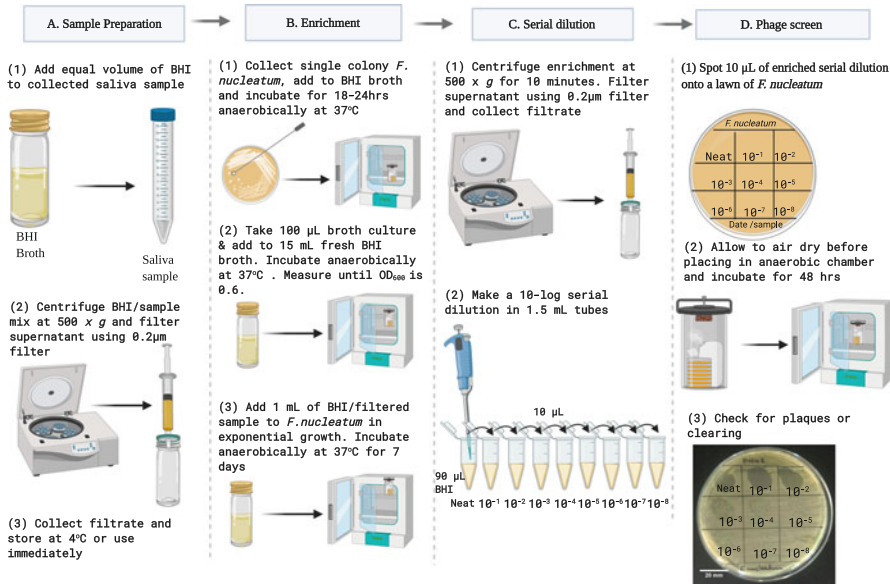 A. Sample Preparation
B. Enrichment
C. Serial dilution
D. Phage screen
(1) Add equal volume of BHI
to collected saliva sample
BHI
Broth
Saliva
sample
(2) Centrifuge BHI/sample
mix at 500 x g and filter
supernatant using 0.2µm
filter
(3) Collect filtrate and
store at 4ºC or use
immediately
(1) Collect single colony F.
nucleatum, add to BHI broth
and incubate for 18-24hrs
anaerobically at 37ºC
(2) Take 100 µL broth culture
& add to 15 mL fresh BHI
broth. Incubate anaerobically
at 37ºC . Measure until OD₆₀₀ is
0.6.
(3) Add 1 mL of BHI/filtered
sample to F.nucleatum in
exponential growth. Incubate
anaerobically at 37ºC for 7
days
(1) Centrifuge enrichment at
500 x g for 10 minutes. Filter
supernatant using 0.2µm filter
and collect filtrate
(2) Make a 10-log serial
dilution in 1.5 mL tubes
10 µL
90 µL
BHI
Neat 10⁻¹ 10⁻² 10⁻³ 10⁻⁴ 10⁻⁵ 10⁻⁶ 10⁻⁷ 10⁻⁸
(1) Spot 10 µL of enriched serial dilution
onto a lawn of F. nucleatum
F. nucleatum
Neat 10⁻¹ 10⁻²
10⁻³ 10⁻⁴ 10⁻⁵
10⁻⁶ 10⁻⁷ 10⁻⁸
Date /sample
(2) Allow to air dry before
placing in anaerobic chamber
and incubate for 48 hrs
(3) Check for plaques or
clearing
Neat 10⁻¹ 10⁻²
10⁻³ 10⁻⁴ 10⁻⁵
10⁻⁶ 10⁻⁷ 10⁻⁸
20 mm